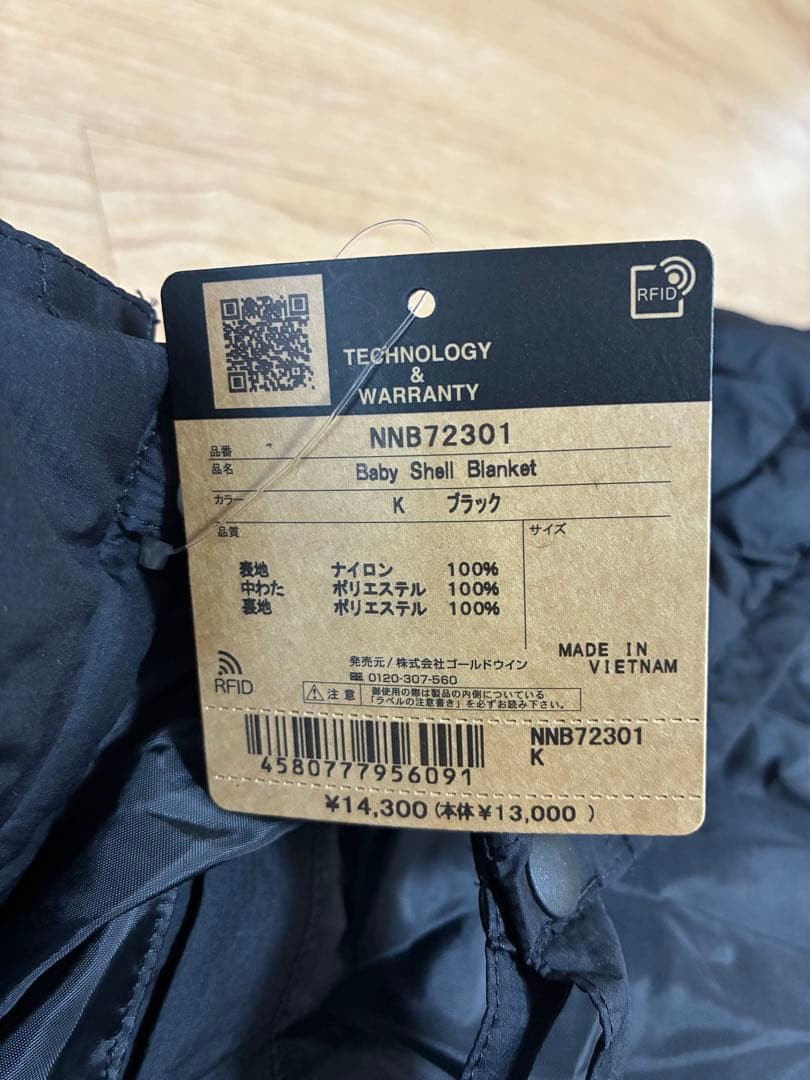 RFID
TECHNOLOGY
&
WARRANTY
品番 NNB72301
品名 Baby Shell Blanket
カラー K ブラック
品質 サイズ
表地 ナイロン 100%
中わた ポリエステル 100%
裏地 ポリエステル 100%
MADE IN
VIETNAM
RFID
発売元/株式会社ゴールドウイン
0120-307-560
注意 御使用の際は製品の内側についている
「ラベルの注意書き」を必ずお読み下さい。
4580777956091
NNB72301
K
¥14,300(本体¥13,000 )